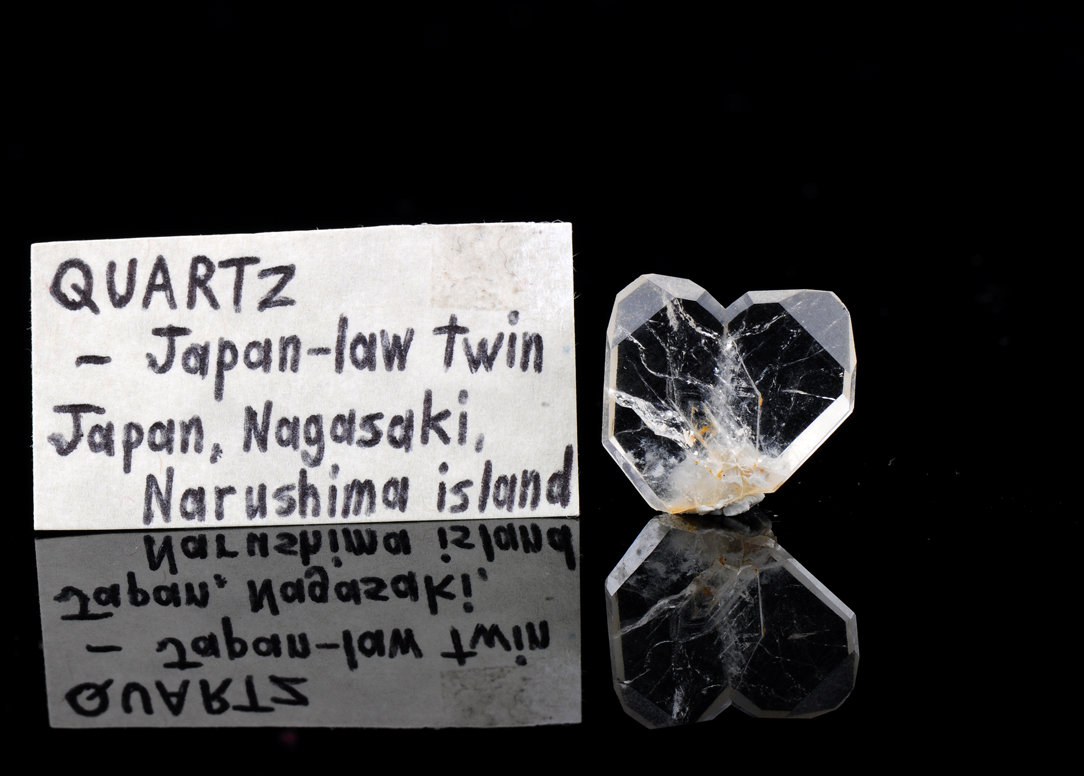 QUARTZ
- Japan-law twin
Japan, Nagasaki,
Narushima island